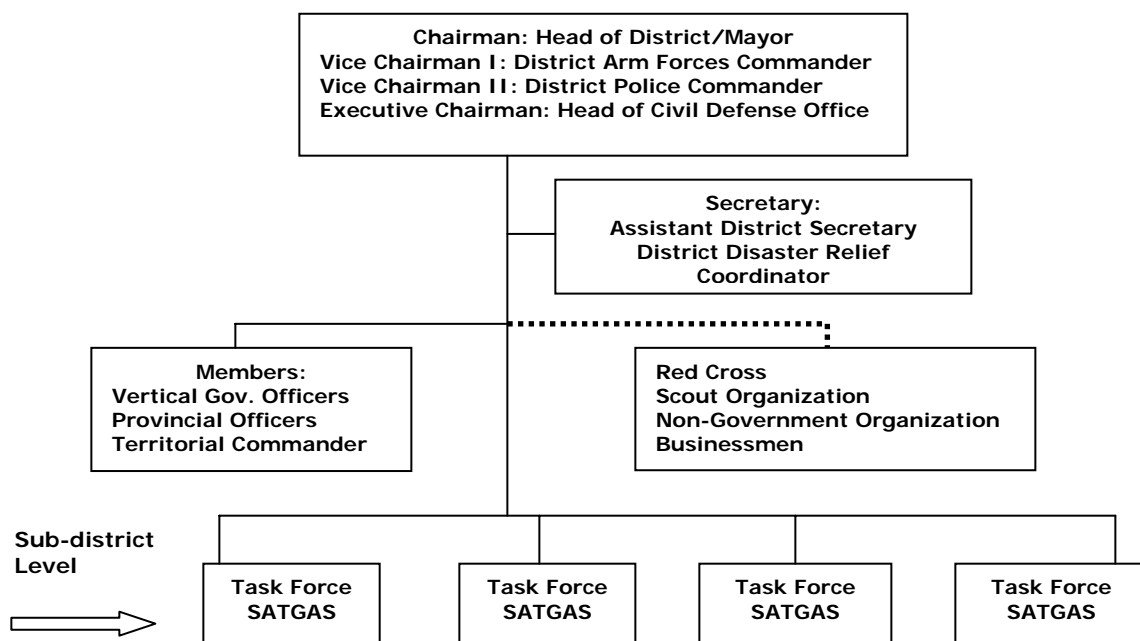 Chairman: Head of District/Mayor
Vice Chairman I: District Arm Forces Commander
Vice Chairman II: District Police Commander
Executive Chairman: Head of Civil Defense Office
Secretary:
Assistant District Secretary
District Disaster Relief
Coordinator
Members:
Vertical Gov. Officers
Provincial Officers
Territorial Commander
Red Cross
Scout Organization
Non-Government Organization
Businessmen
Sub-district
Level
Task Force
SATGAS
Task Force
SATGAS
Task Force
SATGAS
Task Force
SATGAS